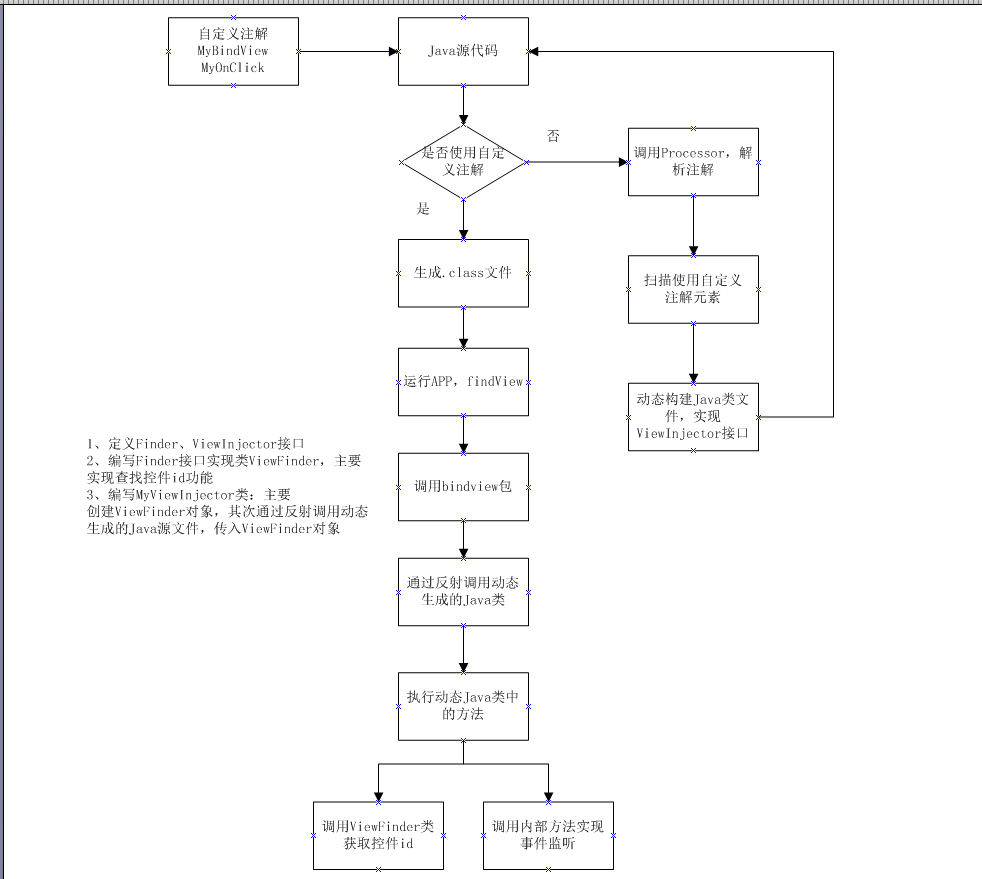 自定义注解
MyBindView
MyOnClick
Java源代码
是否使用自定
义注解
否
是
调用Processor，解
析注解
扫描使用自定义
注解元素
动态构建Java类文
件，实现
ViewInjector接口
生成.class文件
运行APP，findView
调用bindview包
通过反射调用动态
生成的Java类
执行动态Java类中
的方法
调用ViewFinder类
获取控件id
调用内部方法实现
事件监听
1、定义Finder、ViewInjector接口
2、编写Finder接口实现类ViewFinder，主要
实现查找控件id功能
3、编写MyViewInjector类：主要
创建ViewFinder对象，其次通过反射调用动态
生成的Java源文件，传入ViewFinder对象